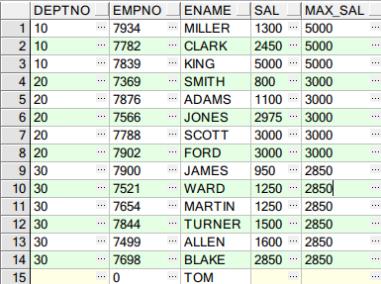 DEPTNO EMPNO ENAME SAL MAX_SAL
1 10 ... 7934 ... MILLER 1300 ... 5000
2 10 ... 7782 ... CLARK 2450 ... 5000
3 10 ... 7839 ... KING 5000 ... 5000
4 20 ... 7369 ... SMITH 800 ... 3000
5 20 ... 7876 ... ADAMS 1100 ... 3000
6 20 ... 7566 ... JONES 2975 ... 3000
7 20 ... 7788 ... SCOTT 3000 ... 3000
8 20 ... 7902 ... FORD 3000 ... 3000
9 30 ... 7900 ... JAMES 950 ... 2850
10 30 ... 7521 ... WARD 1250 ... 2850
11 30 ... 7654 ... MARTIN 1250 ... 2850
12 30 ... 7844 ... TURNER 1500 ... 2850
13 30 ... 7499 ... ALLEN 1600 ... 2850
14 30 ... 7698 ... BLAKE 2850 ... 2850
15 ... 0 ... TOM ...